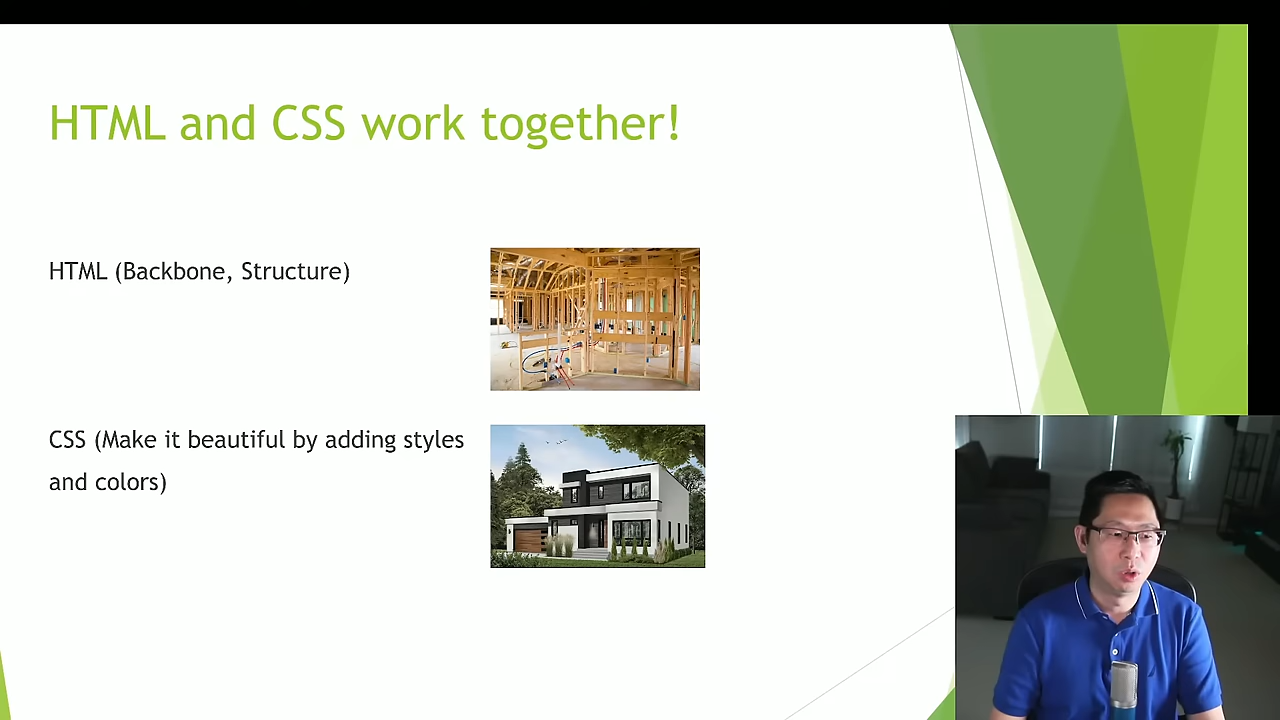 HTML and CSS work together!
HTML (Backbone, Structure)
CSS (Make it beautiful by adding styles
and colors)